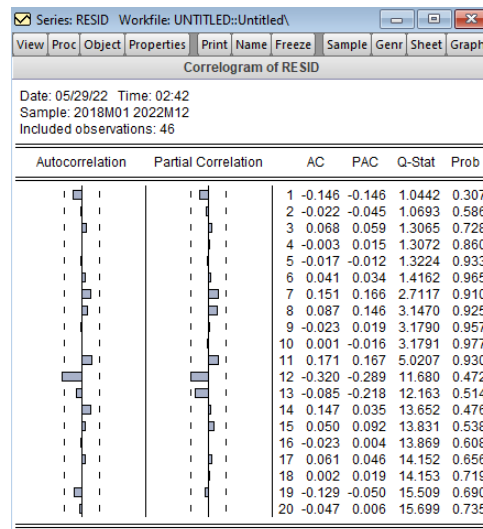 Series: RESID Workfile: UNTITLED::Untitled\
View Proc Object Properties Print Name Freeze Sample Genr Sheet Graph
Correlogram of RESID
Date: 05/29/22 Time: 02:42
Sample: 2018M01 2022M12
Included observations: 46
Autocorrelation Partial Correlation AC PAC Q-Stat Prob
1 -0.146 -0.146 1.0442 0.307
2 -0.022 -0.045 1.0693 0.586
3 0.068 0.059 1.3065 0.728
4 -0.003 0.015 1.3072 0.860
5 -0.017 -0.012 1.3224 0.933
6 0.041 0.034 1.4162 0.965
7 0.151 0.166 2.7117 0.910
8 0.087 0.146 3.1470 0.925
9 -0.023 0.019 3.1790 0.957
10 0.001 -0.016 3.1791 0.977
11 0.171 0.167 5.0207 0.930
12 -0.320 -0.289 11.680 0.472
13 -0.085 -0.218 12.163 0.514
14 0.147 0.035 13.652 0.476
15 0.050 0.092 13.831 0.538
16 -0.023 0.004 13.869 0.608
17 0.061 0.046 14.152 0.656
18 0.002 0.019 14.153 0.719
19 -0.129 -0.050 15.509 0.690
20 -0.047 0.006 15.699 0.735